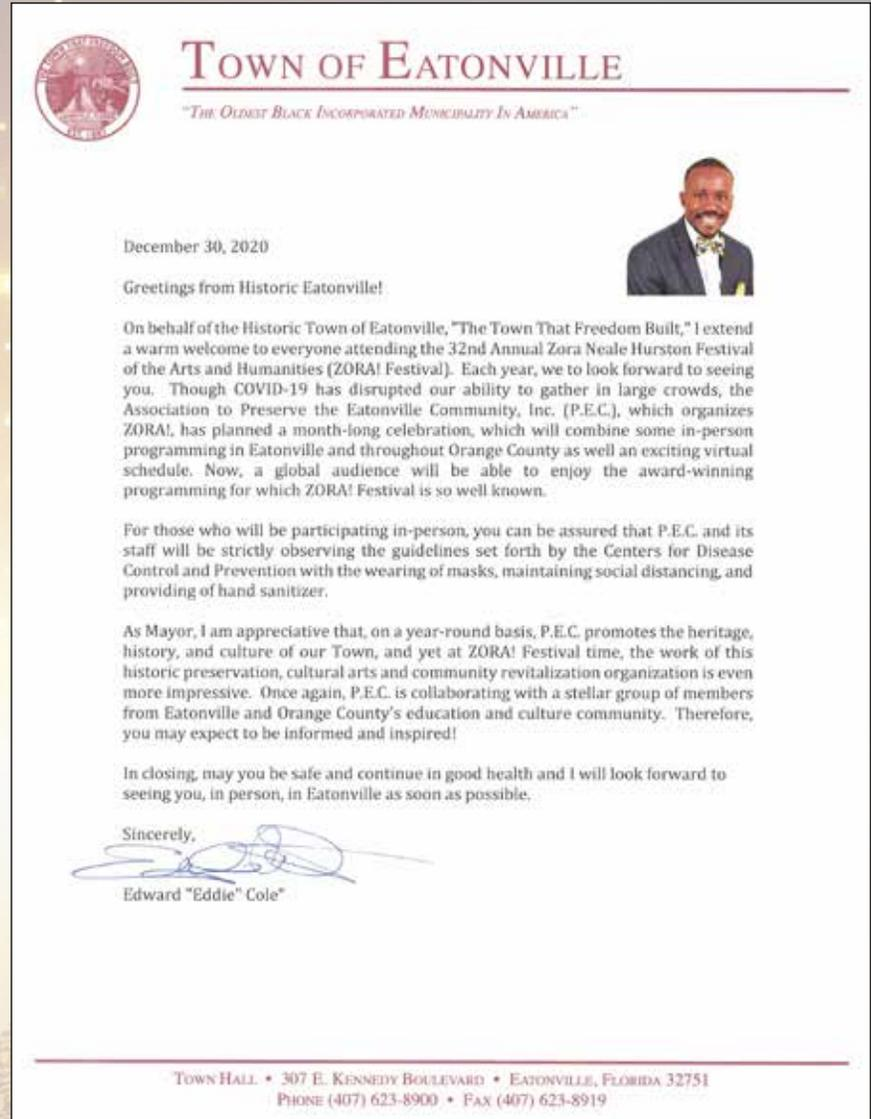 THE TOWN THAT FREEDOM BUILT
EST. 1887
TOWN OF EATONVILLE
"THE OLDEST BLACK INCORPORATED MUNICIPALITY IN AMERICA"
December 30, 2020
Greetings from Historic Eatonville!
On behalf of the Historic Town of Eatonville, "The Town That Freedom Built," I extend
a warm welcome to everyone attending the 32nd Annual Zora Neale Hurston Festival
of the Arts and Humanities (ZORA! Festival). Each year, we to look forward to seeing
you. Though COVID-19 has disrupted our ability to gather in large crowds, the
Association to Preserve the Eatonville Community, Inc. (P.E.C.), which organizes
ZORA!, has planned a month-long celebration, which will combine some in-person
programming in Eatonville and throughout Orange County as well an exciting virtual
schedule. Now, a global audience will be able to enjoy the award-winning
programming for which ZORA! Festival is so well known.
For those who will be participating in-person, you can be assured that P.E.C. and its
staff will be strictly observing the guidelines set forth by the Centers for Disease
Control and Prevention with the wearing of masks, maintaining social distancing, and
providing of hand sanitizer.
As Mayor, I am appreciative that, on a year-round basis, P.E.C. promotes the heritage,
history, and culture of our Town, and yet at ZORA! Festival time, the work of this
historic preservation, cultural arts and community revitalization organization is even
more impressive. Once again, P.E.C. is collaborating with a stellar group of members
from Eatonville and Orange County's education and culture community. Therefore,
you may expect to be informed and inspired!
In closing, may you be safe and continue in good health and I will look forward to
seeing you, in person, in Eatonville as soon as possible.
Sincerely,
Edward "Eddie" Cole"
TOWN HALL • 307 E. KENNEDY BOULEVARD • EATONVILLE, FLORIDA 32751
PHONE (407) 623-8900 • FAX (407) 623-8919